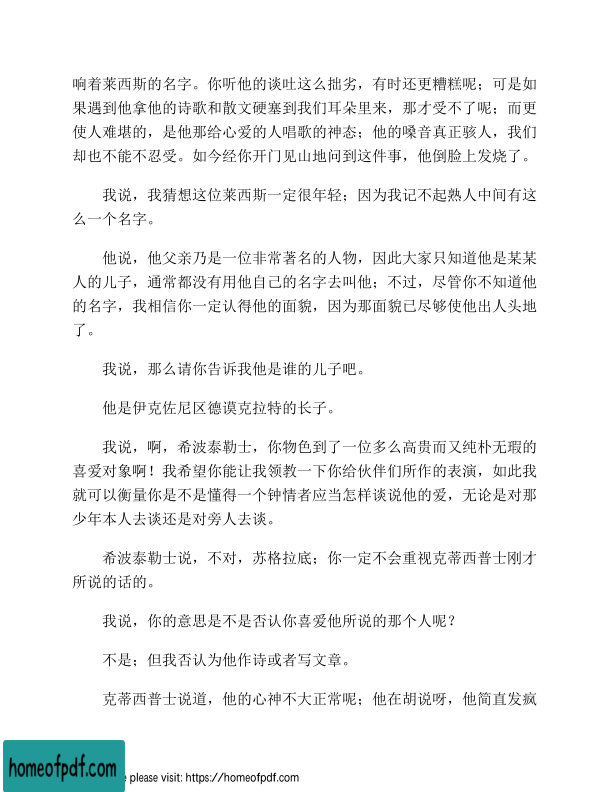 响着莱西斯的名字。你听他的谈吐这么拙劣，有时还更糟糕呢；可是如
果遇到他拿他的诗歌和散文硬塞到我们耳朵里来，那才受不了呢；而更
使人难堪的，是他那给心爱的人唱歌的神态；他的嗓音真正骇人，我们
却也不能不忍受。如今经你开门见山地问到这件事，他倒脸上发烧了。
我说，我猜想这位莱西斯一定很年轻；因为我记不起熟人中间有这
么一个名字。
他说，他父亲乃是一位非常著名的人物，因此大家只知道他是某某
人的儿子，通常都没有用他自己的名字去叫他；不过，尽管你不知道他
的名字，我相信你一定认得他的面貌，因为那面貌已尽够使他出人头地
了。
我说，那么请你告诉我他是谁的儿子吧。
他是伊克佐尼区德谟克拉特的长子。
我说，啊，希波泰勒士，你物色到了一位多么高贵而又纯朴无瑕的
喜爱对象啊！我希望你能让我领教一下你给伙伴们所作的表演，如此我
就可以衡量你是不是懂得一个钟情者应当怎样谈说他的爱，无论是对那
少年本人去谈还是对旁人去谈。
希波泰勒士说，不对，苏格拉底；你一定不会重视克蒂西普士刚才
所说的话的。
我说，你的意思是不是否认你喜爱他所说的那个人呢？
不是；但我否认为他作诗或者写文章。
克蒂西普士说道，他的心神不大正常呢；他在胡说呀，他简直发疯
homeofpdf.com
e please visit: https://homeofpdf.com